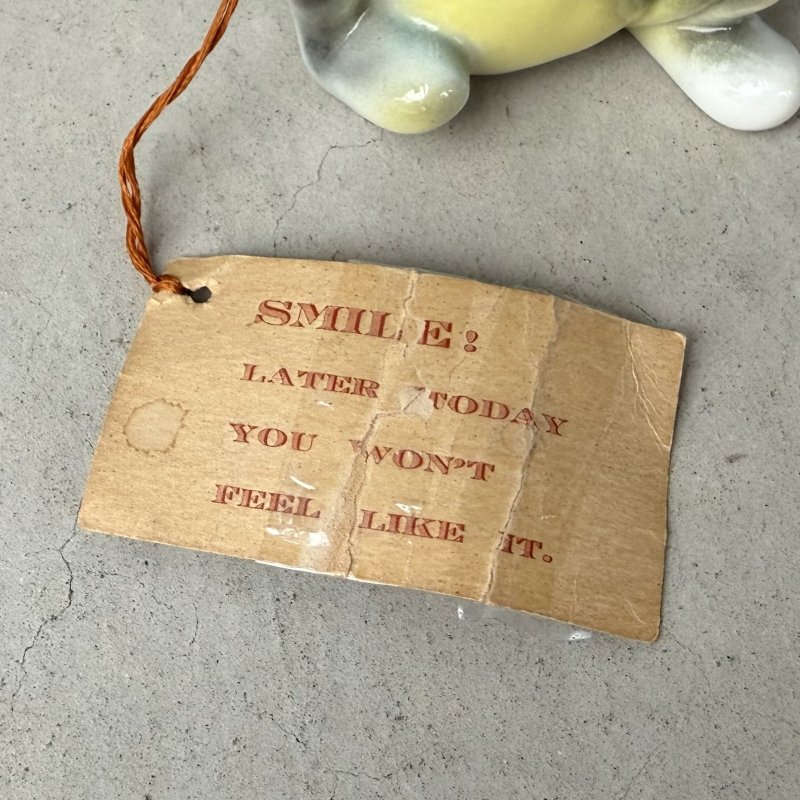 SMILE!
LATER TODAY
YOU WON'T
FEEL LIKE IT.